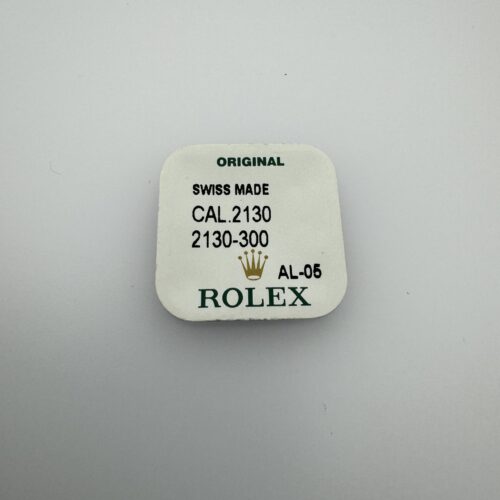 ORIGINAL
SWISS MADE
CAL.2130
2130-300
AL-05
ROLEX